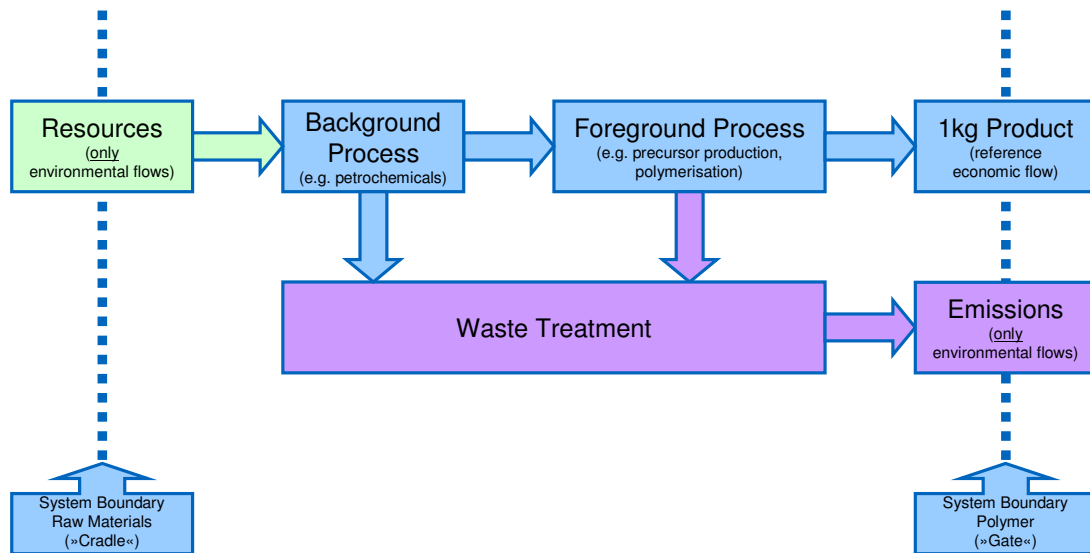 Resources
(only
environmental flows)
Background
Process
(e.g. petrochemicals)
Foreground Process
(e.g. precursor production,
polymerisation)
1kg Product
(reference
economic flow)
Waste Treatment
Emissions
(only
environmental flows)
System Boundary
Raw Materials
(»Cradle«)
System Boundary
Polymer
(»Gate«)